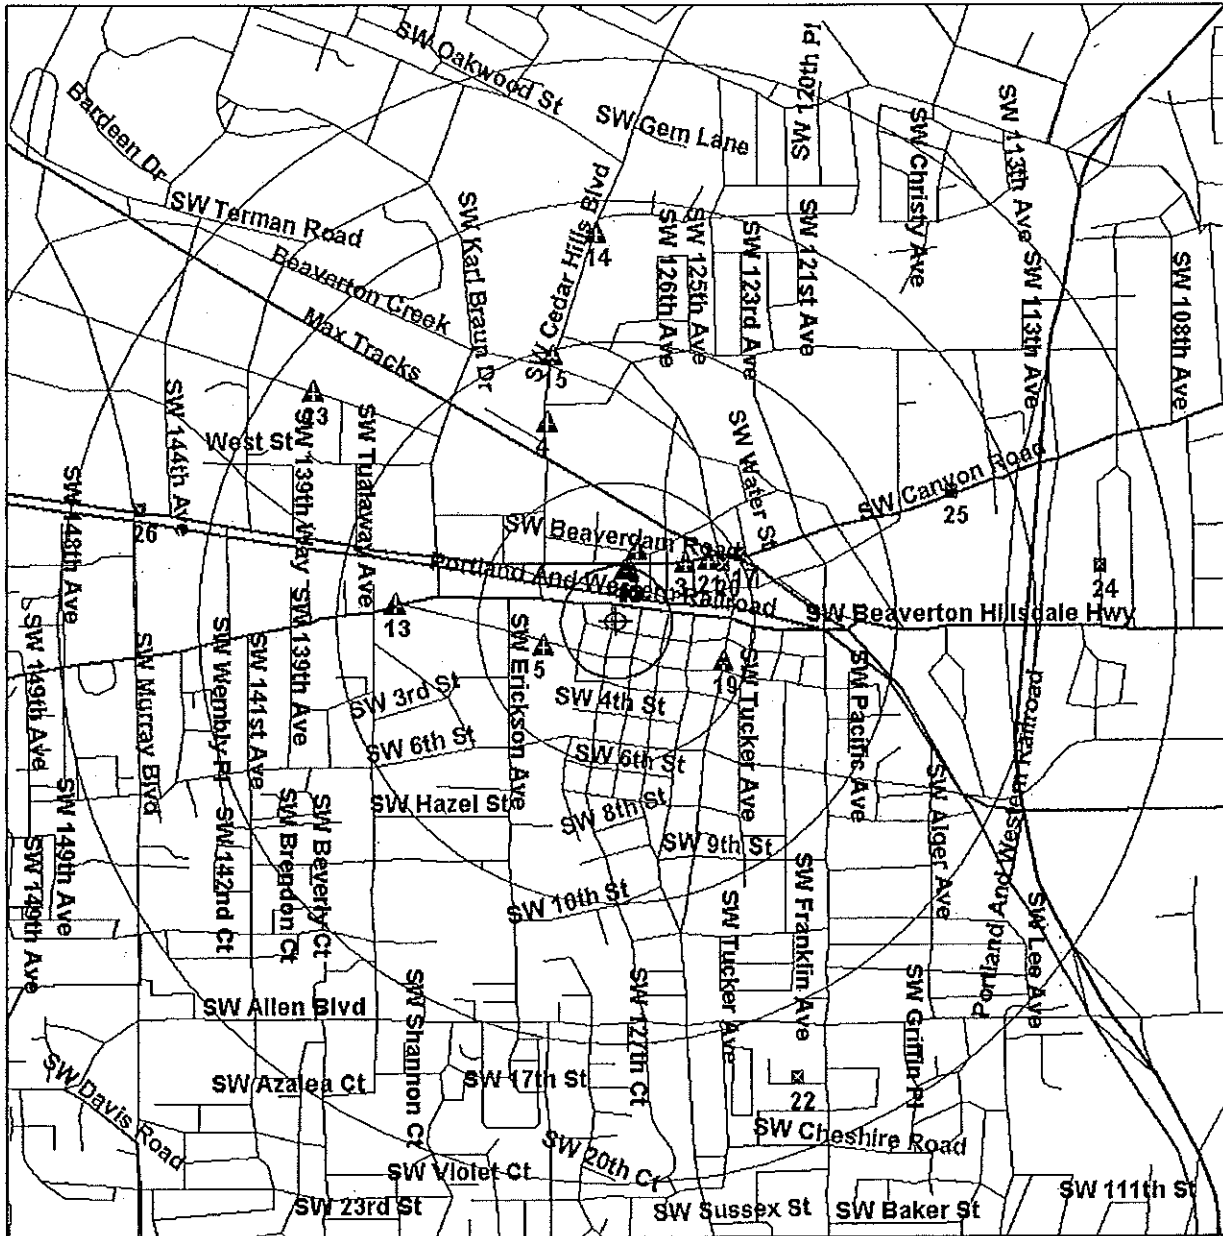 SW Oakwood St
SW 120th Pl
SW Gem Lane
Bardeen Dr
SW Christy Ave
SW 113th Ave
SW Terman Road
SW Karl Braun Dr
SW Cedar Hills Blvd
14
SW 126th Ave
SW 125th Ave
SW 123rd Ave
SW 121st Ave
SW 113th Ave
SW 108th Ave
Beaverton Creek
Max Tracks
15
SW 144th Ave
West St
SW 139th Way
SW Tualaway Ave
4
SW Water St
SW Canyon Road
25
SW 148th Ave
26
SW Beaverdam Road
Portland And Western Railroad
3
24
13
SW Beaverton Hillsdale Hwy
SW 149th Ave
SW Murray Blvd
SW Wembly Pl
SW 141st Ave
SW 139th Ave
SW Erickson Ave
5
19
SW Tucker Ave
SW Pacific Ave
SW 3rd St
SW 4th St
SW 6th St
SW 6th St
Portland And Western Railroad
SW 149th Ave
SW 142nd Ct
SW Brendon Ct
SW Beverly Ct
SW Hazel St
SW 8th St
SW 9th St
SW Alger Ave
SW 149th Ave
SW 10th St
SW Tucker Ave
SW Franklin Ave
SW Lee Ave
SW Allen Blvd
SW Shannon Ct
SW 127th Ct
SW Griffin Pl
SW Davis Road
SW Azalea Ct
SW 17th St
22
SW Cheshire Road
SW Violet Ct
SW 20th Ct
SW 23rd St
SW Sussex St
SW Baker St
SW 111th St